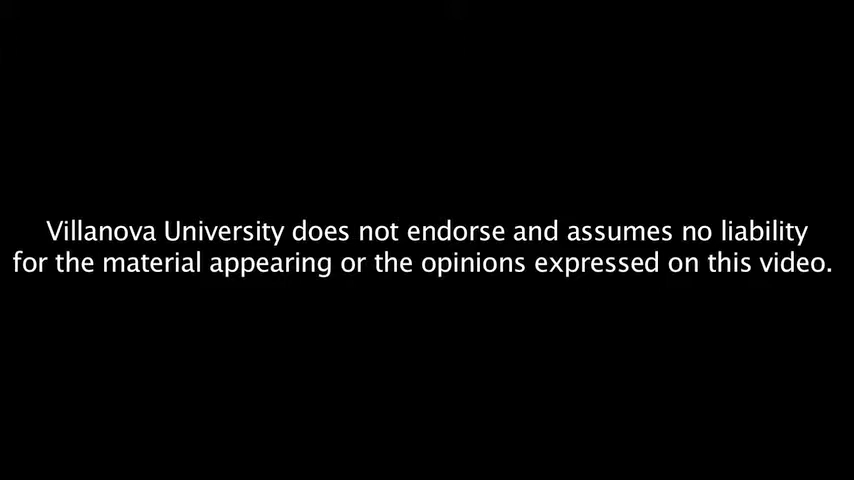 Villanova University does not endorse and assumes no liability
for the material appearing or the opinions expressed on this video.